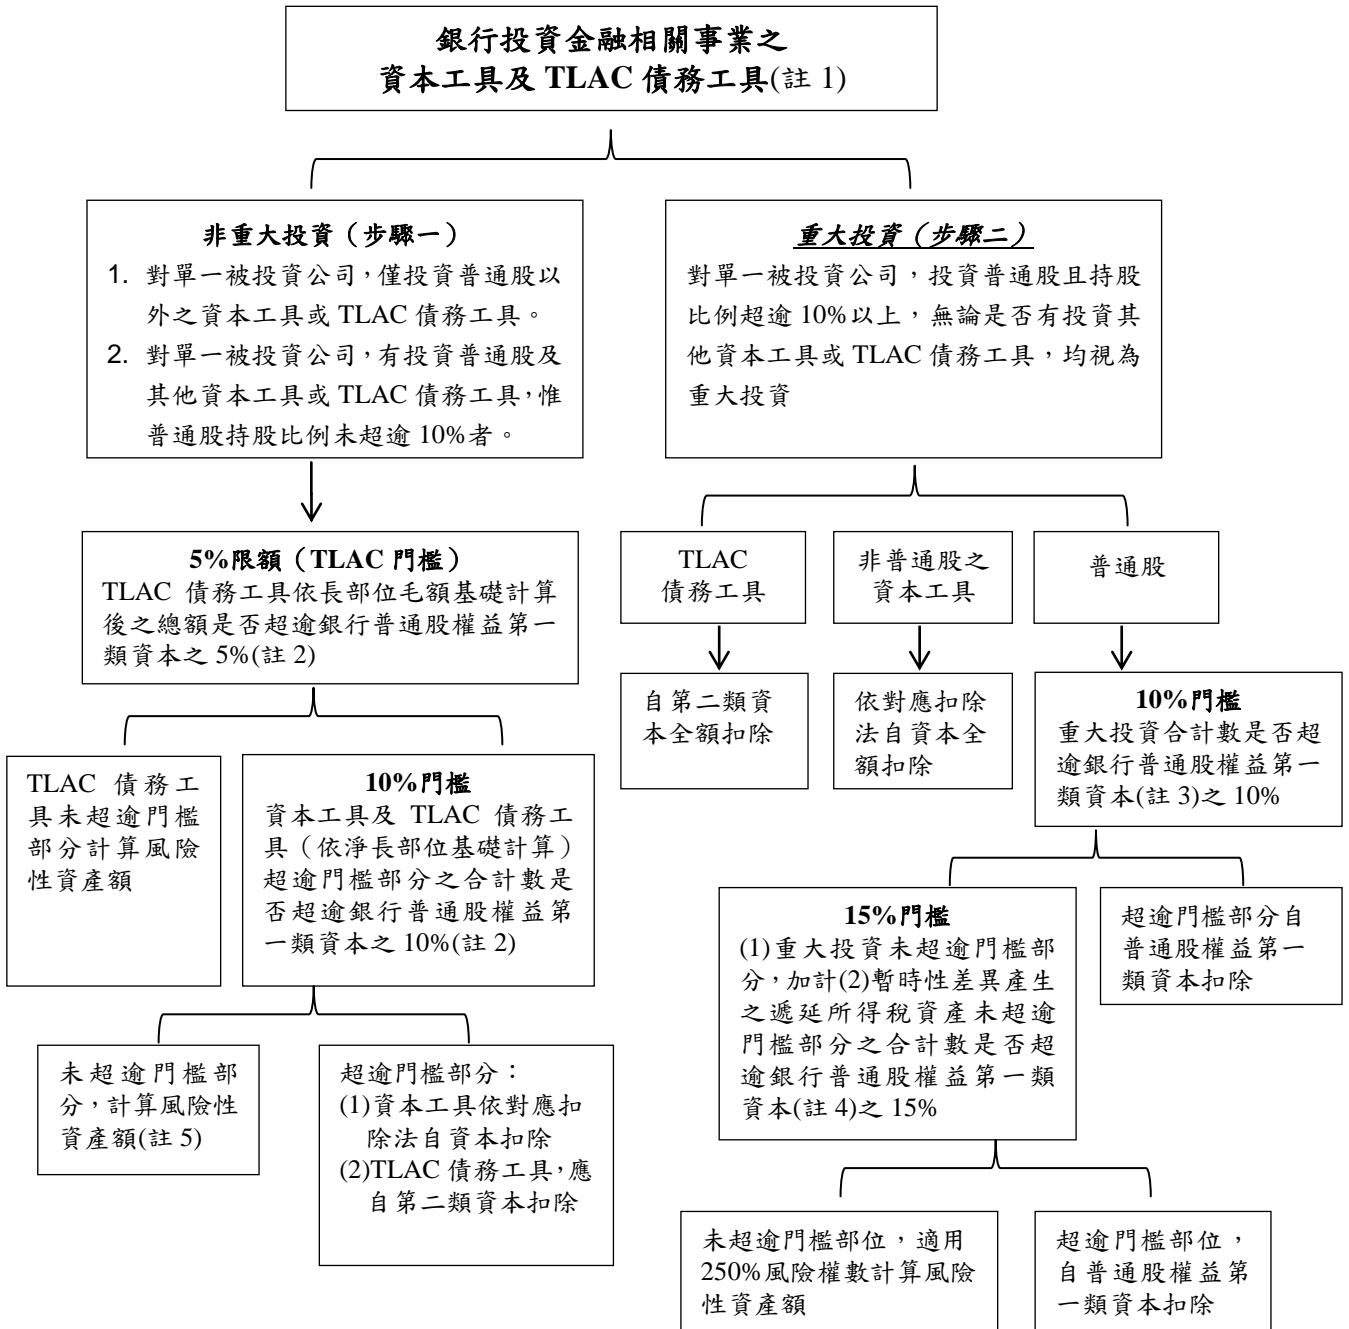 銀行投資金融相關事業之
資本工具及 TLAC 債務工具(註 1)
非重大投資（步驟一）
1. 對單一被投資公司，僅投資普通股以
外之資本工具或 TLAC 債務工具。
2. 對單一被投資公司，有投資普通股及
其他資本工具或 TLAC 債務工具，惟
普通股持股比例未超逾 10%者。
重大投資（步驟二）
對單一被投資公司，投資普通股且持股
比例超逾 10%以上，無論是否有投資其
他資本工具或 TLAC 債務工具，均視為
重大投資
5%限額（TLAC 門檻）
TLAC 債務工具依長部位毛額基礎計算
後之總額是否超逾銀行普通股權益第一
類資本之 5%(註 2)
TLAC 債務工
具未超逾門檻
部分計算風險
性資產額
10%門檻
資本工具及 TLAC 債務工
具（依淨長部位基礎計算）
超逾門檻部分之合計數是
否超逾銀行普通股權益第
一類資本之 10%(註 2)
未超逾門檻部
分，計算風險性
資產額(註 5)
超逾門檻部分：
(1)資本工具依對應扣
除法自資本扣除
(2)TLAC 債務工具，應
自第二類資本扣除
TLAC
債務工具
非普通股之
資本工具
普通股
自第二類資
本全額扣除
依對應扣除
法自資本全
額扣除
10%門檻
重大投資合計數是否超
逾銀行普通股權益第一
類資本(註 3)之 10%
15%門檻
(1)重大投資未超逾門檻部
分，加計(2)暫時性差異產生
之遞延所得稅資產未超逾
門檻部分之合計數是否超
逾銀行普通股權益第一類
資本(註 4)之 15%
超逾門檻部分自
普通股權益第一
類資本扣除
未超逾門檻部位，適用
250%風險權數計算風險
性資產額
超逾門檻部位，
自普通股權益第
一類資本扣除